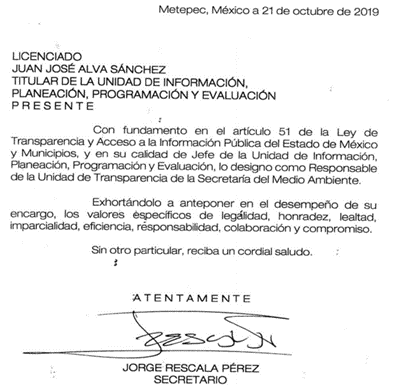 Metepec, México a 21 de octubre de 2019
LICENCIADO
JUAN JOSÉ ALVA SÁNCHEZ
TITULAR DE LA UNIDAD DE INFORMACIÓN,
PLANEACIÓN, PROGRAMACIÓN Y EVALUACIÓN
P R E S E N T E
Con fundamento en el artículo 51 de la Ley de
Transparencia y Acceso a la Información Pública del Estado de México
y Municipios, y en su calidad de Jefe de la Unidad de Información,
Planeación, Programación y Evaluación, lo designo como Responsable
de la Unidad de Transparencia de la Secretaría del Medio Ambiente.
Exhortándolo a anteponer en el desempeño de su
encargo, los valores específicos de legalidad, honradez, lealtad,
imparcialidad, eficiencia, responsabilidad, colaboración y compromiso.
Sin otro particular, reciba un cordial saludo.
A T E N T A M E N T E
JORGE RESCALA PÉREZ
SECRETARIO